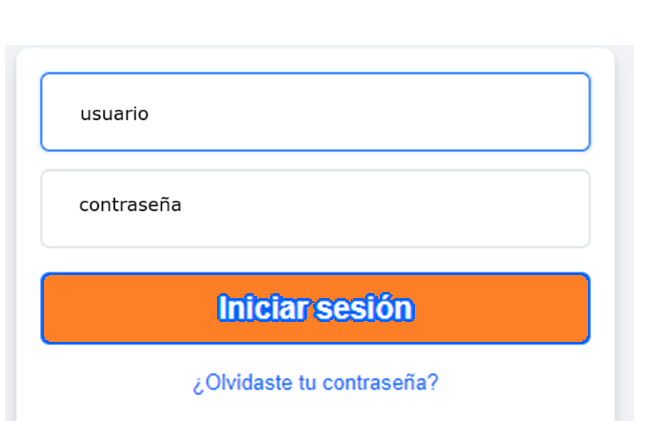 usuario
contraseña
Iniciar sesión
¿Olvidaste tu contraseña?